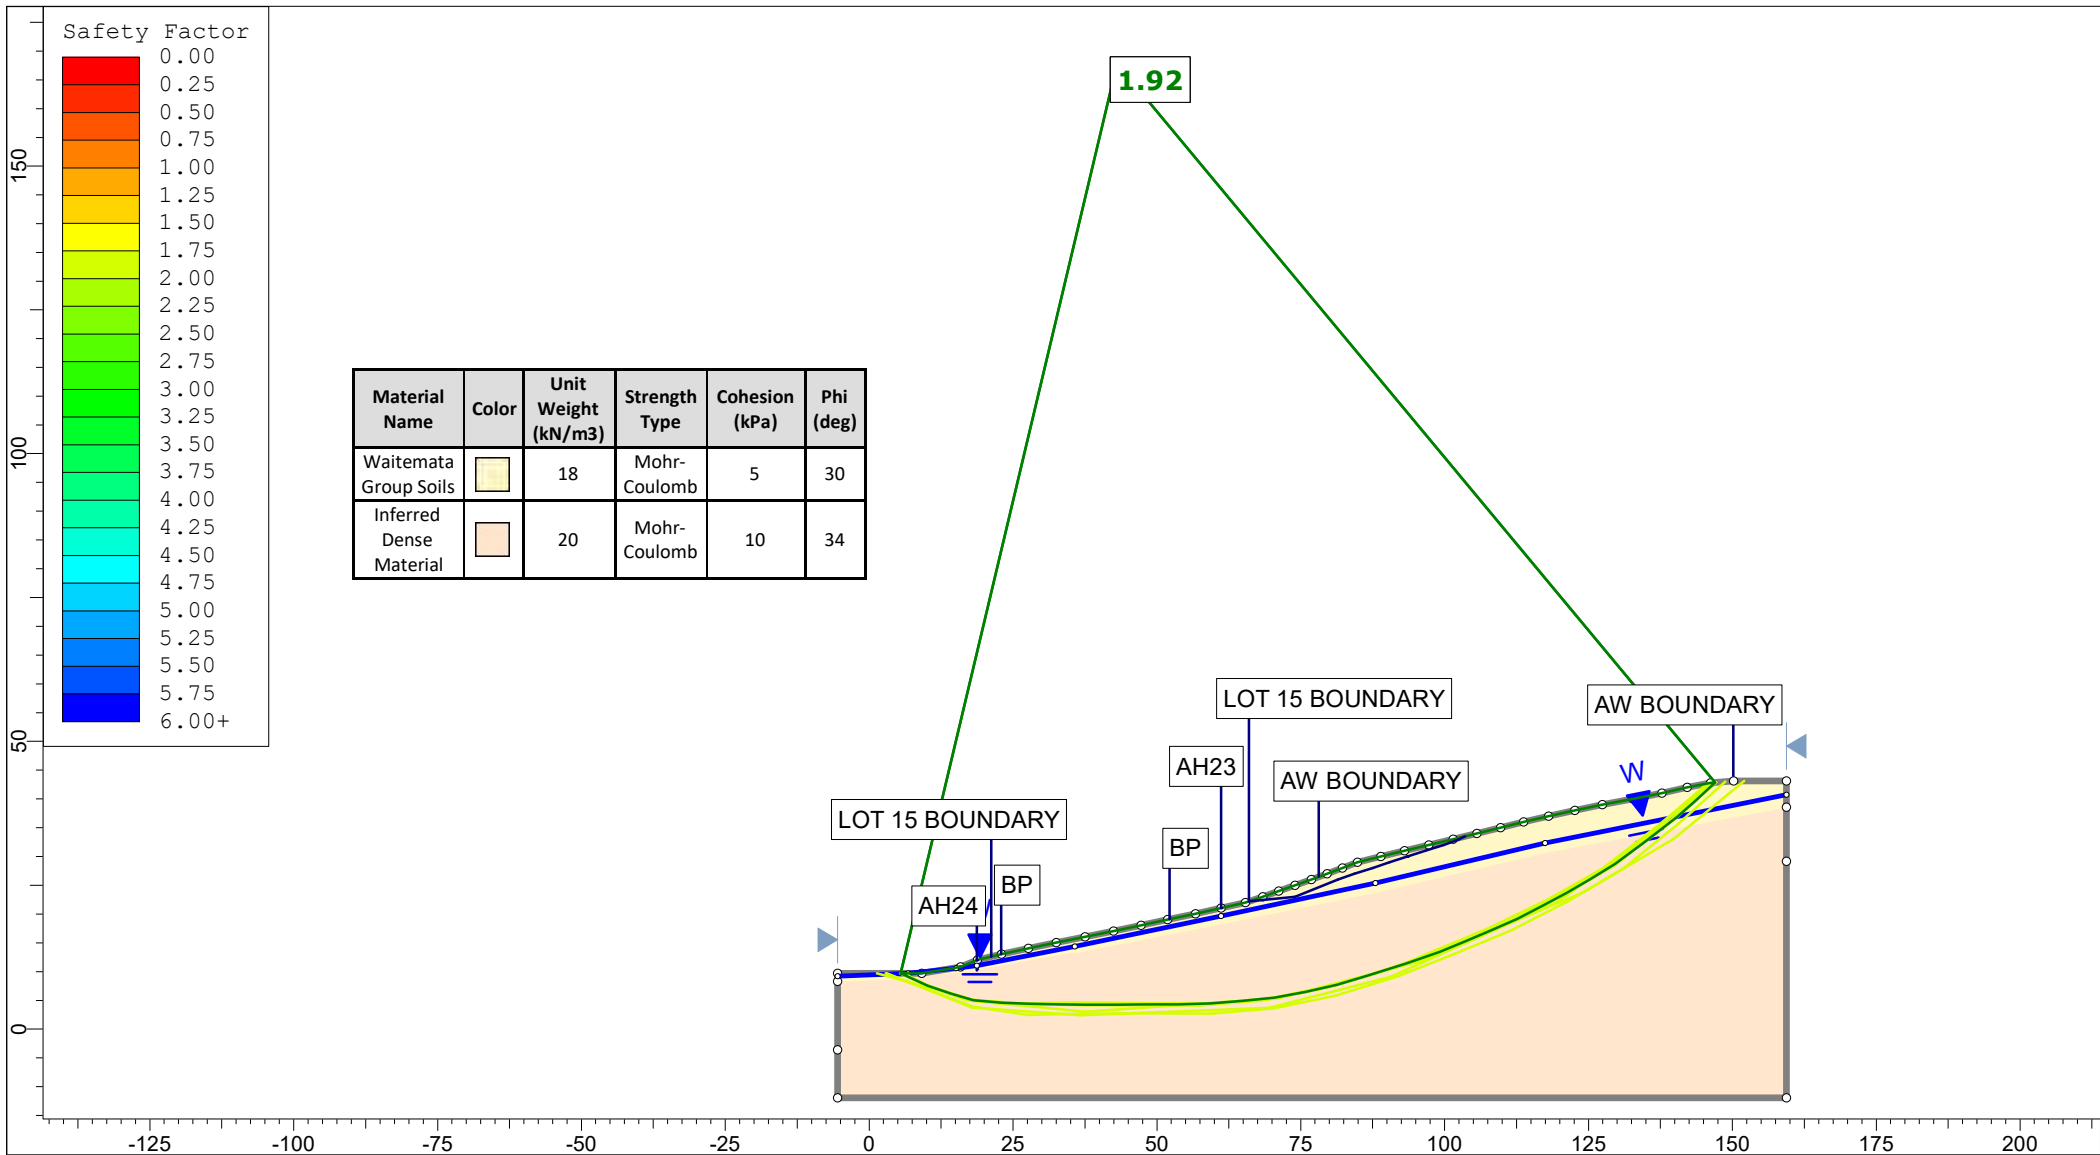 Safety Factor
0.00
0.25
0.50
0.75
1.00
1.25
1.50
1.75
2.00
2.25
2.50
2.75
3.00
3.25
3.50
3.75
4.00
4.25
4.50
4.75
5.00
5.25
5.50
5.75
6.00+
1.92
Material Name Color Unit Weight (kN/m3) Strength Type Cohesion (kPa) Phi (deg)
Waitemata Group Soils 18 Mohr-Coulomb 5 30
Inferred Dense Material 20 Mohr-Coulomb 10 34
LOT 15 BOUNDARY
AW BOUNDARY
AH23
AW BOUNDARY
W
LOT 15 BOUNDARY
BP
BP
AH24
150
100
50
0
-125 -100 -75 -50 -25 0 25 50 75 100 125 150 175 200